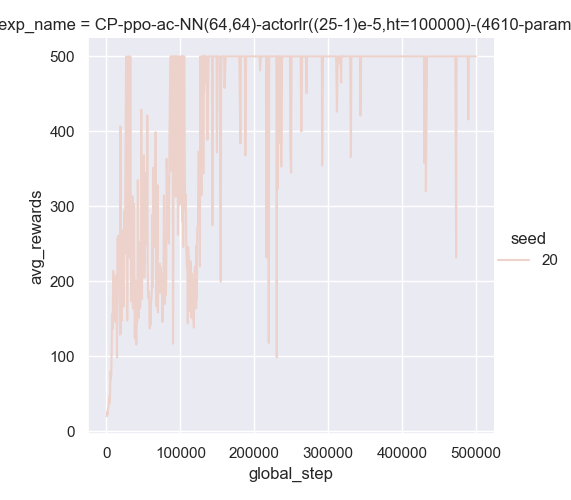 exp_name = CP-ppo-ac-NN(64,64)-actorlr((25-1)e-5,ht=100000)-(4610-param
500
400
300
200
100
0
avg_rewards
0 100000 200000 300000 400000 500000
global_step
seed
20